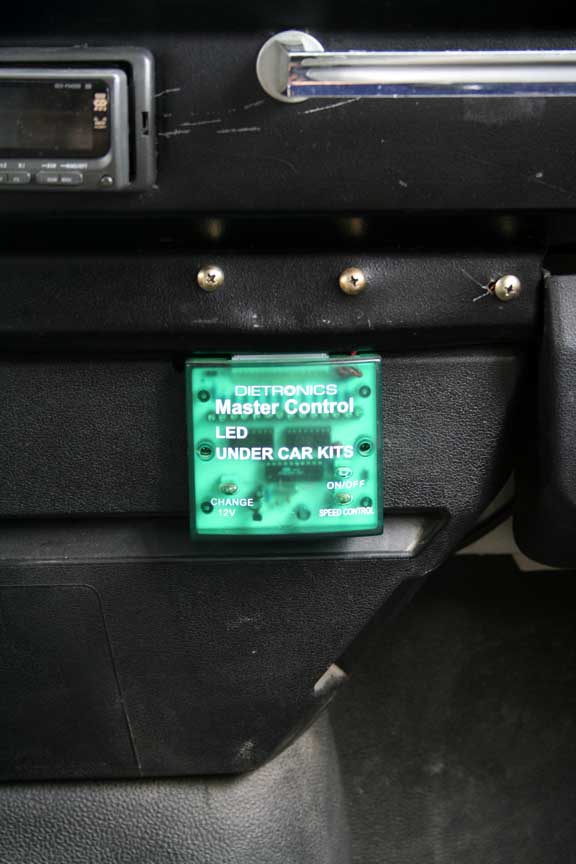 DIETRONICS
Master Control
LED
UNDER CAR KITS
ON/OFF
CHANGE
12V
SPEED CONTROL